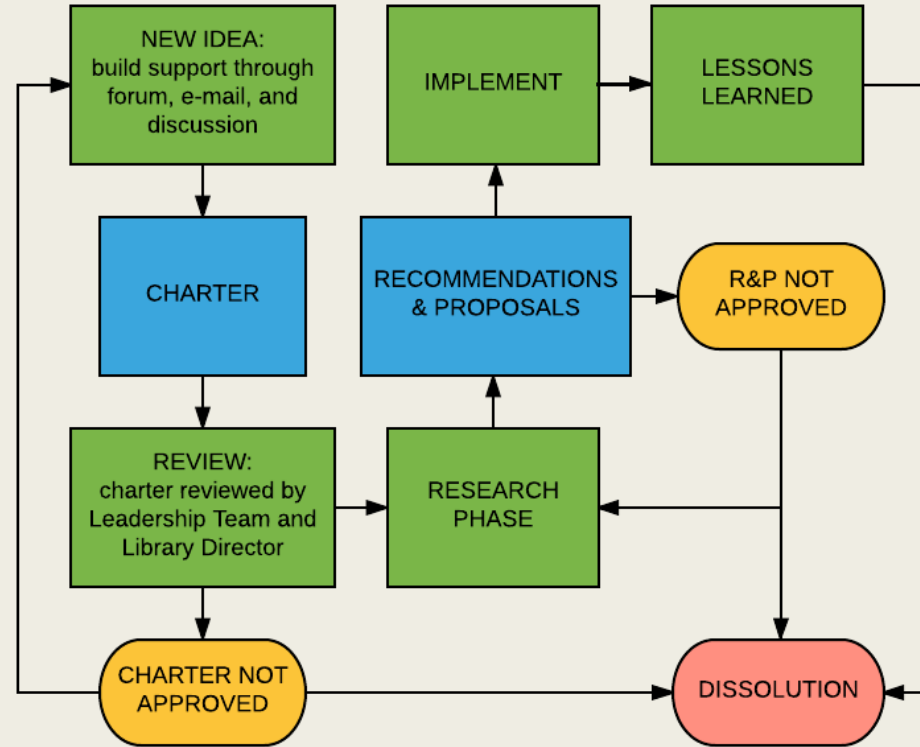 NEW IDEA:
build support through
forum, e-mail, and
discussion
IMPLEMENT
LESSONS
LEARNED
CHARTER
RECOMMENDATIONS
& PROPOSALS
R&P NOT
APPROVED
REVIEW:
charter reviewed by
Leadership Team and
Library Director
RESEARCH
PHASE
CHARTER NOT
APPROVED
DISSOLUTION